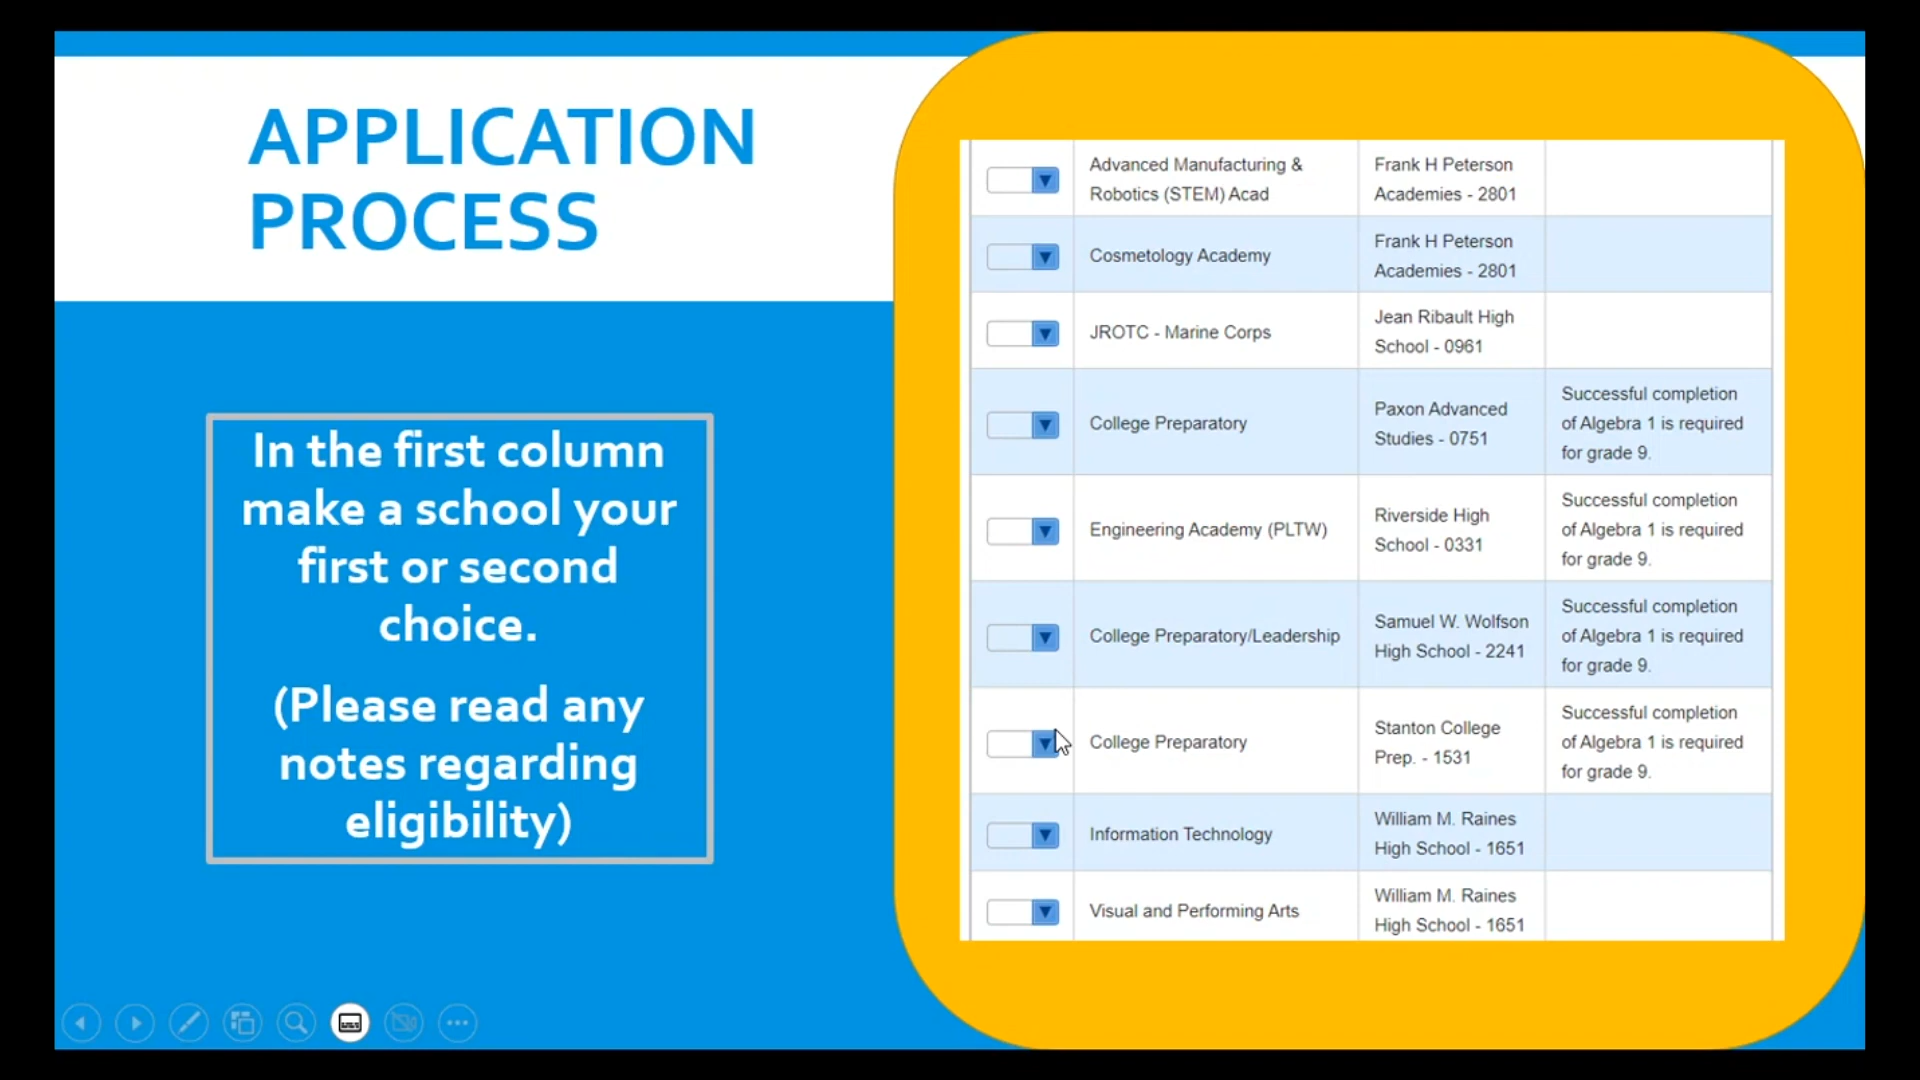 APPLICATION
PROCESS
In the first column
make a school your
first or second
choice.
(Please read any
notes regarding
eligibility)
Advanced Manufacturing &
Robotics (STEM) Acad
Frank H Peterson
Academies - 2801
Cosmetology Academy
Frank H Peterson
Academies - 2801
JROTC - Marine Corps
Jean Ribault High
School - 0961
College Preparatory
Paxon Advanced
Studies - 0751
Successful completion
of Algebra 1 is required
for grade 9.
Engineering Academy (PLTW)
Riverside High
School - 0331
Successful completion
of Algebra 1 is required
for grade 9.
College Preparatory/Leadership
Samuel W. Wolfson
High School - 2241
Successful completion
of Algebra 1 is required
for grade 9.
College Preparatory
Stanton College
Prep. - 1531
Successful completion
of Algebra 1 is required
for grade 9.
Information Technology
William M. Raines
High School - 1651
Visual and Performing Arts
William M. Raines
High School - 1651